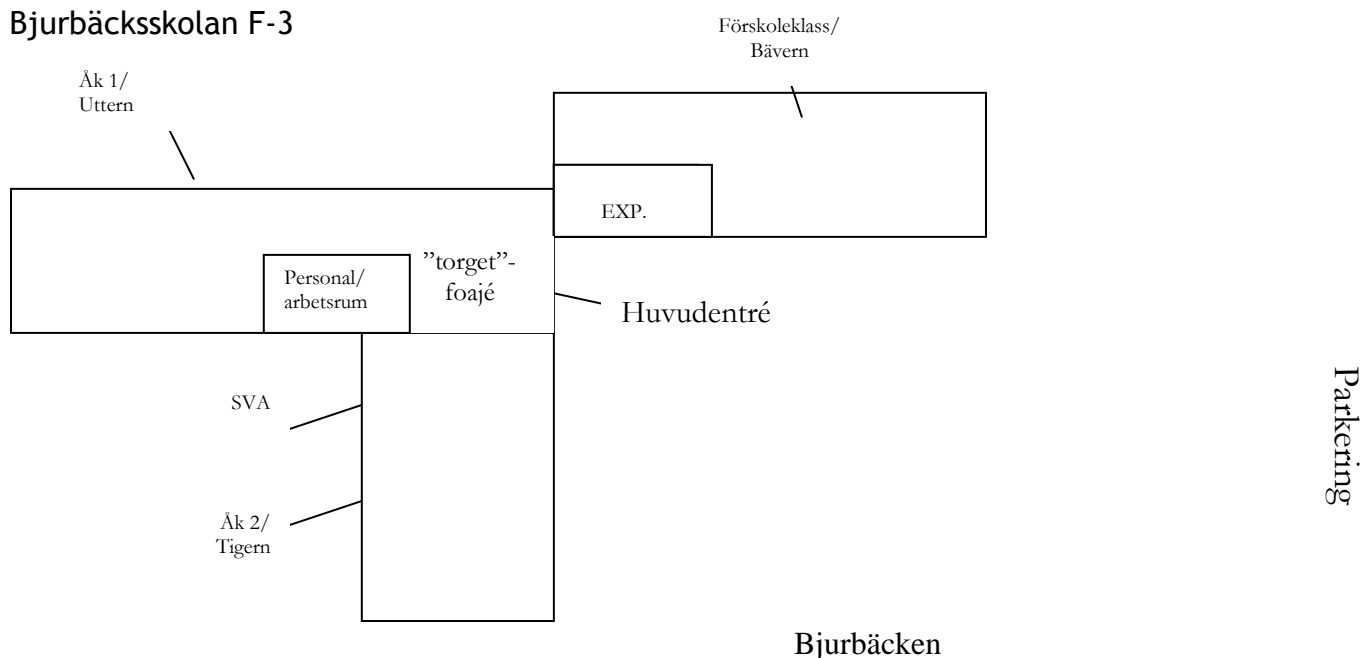 Bjurbäcksskolan F-3
Förskoleklass/
Bävern
Åk 1/
Uttern
EXP.
”torget”-
foajé
Personal/
arbetsrum
Huvudentré
SVA
Parkering
Åk 2/
Tigern
Bjurbäcken